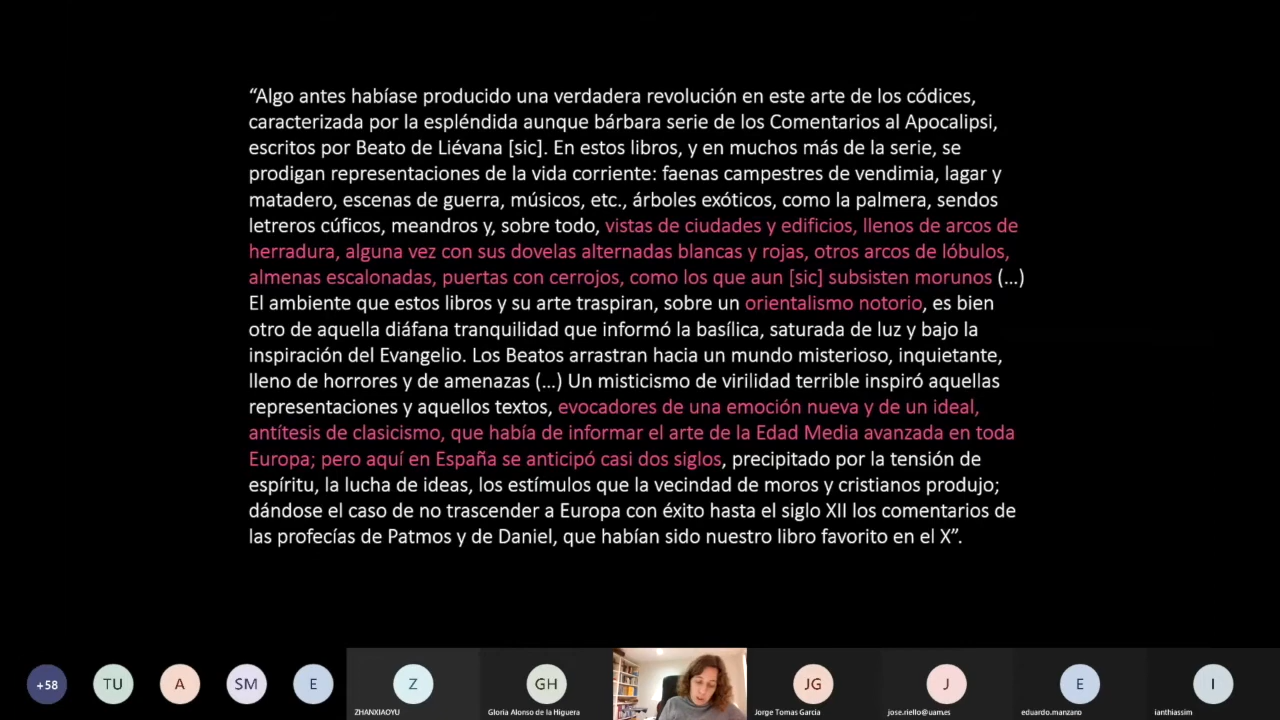 “Algo antes habíase producido una verdadera revolución en este arte de los códices,
caracterizada por la espléndida aunque bárbara serie de los Comentarios al Apocalipsi,
escritos por Beato de Liévana [sic]. En estos libros, y en muchos más de la serie, se
prodigan representaciones de la vida corriente: faenas campestres de vendimia, lagar y
matadero, escenas de guerra, músicos, etc., árboles exóticos, como la palmera, sendos
letreros cúficos, meandros y, sobre todo, vistas de ciudades y edificios, llenos de arcos de
herradura, alguna vez con sus dovelas alternadas blancas y rojas, otros arcos de lóbulos,
almenas escalonadas, puertas con cerrojos, como los que aun [sic] subsisten morunos (…)
El ambiente que estos libros y su arte traspiran, sobre un orientalismo notorio, es bien
otro de aquella diáfana tranquilidad que informó la basílica, saturada de luz y bajo la
inspiración del Evangelio. Los Beatos arrastran hacia un mundo misterioso, inquietante,
lleno de horrores y de amenazas (…) Un misticismo de virilidad terrible inspiró aquellas
representaciones y aquellos textos, evocadores de una emoción nueva y de un ideal,
antítesis de clasicismo, que había de informar el arte de la Edad Media avanzada en toda
Europa; pero aquí en España se anticipó casi dos siglos, precipitado por la tensión de
espíritu, la lucha de ideas, los estímulos que la vecindad de moros y cristianos produjo;
dándose el caso de no trascender a Europa con éxito hasta el siglo XII los comentarios de
las profecías de Patmos y de Daniel, que habían sido nuestro libro favorito en el X”.
+58 TU A SM E Z GH JG J E I
ZHANXIAOYU Gloria Alonso de la Higuera Jorge Tomas Garcia jose.riello@uam.es eduardo.manzano ianthiassim